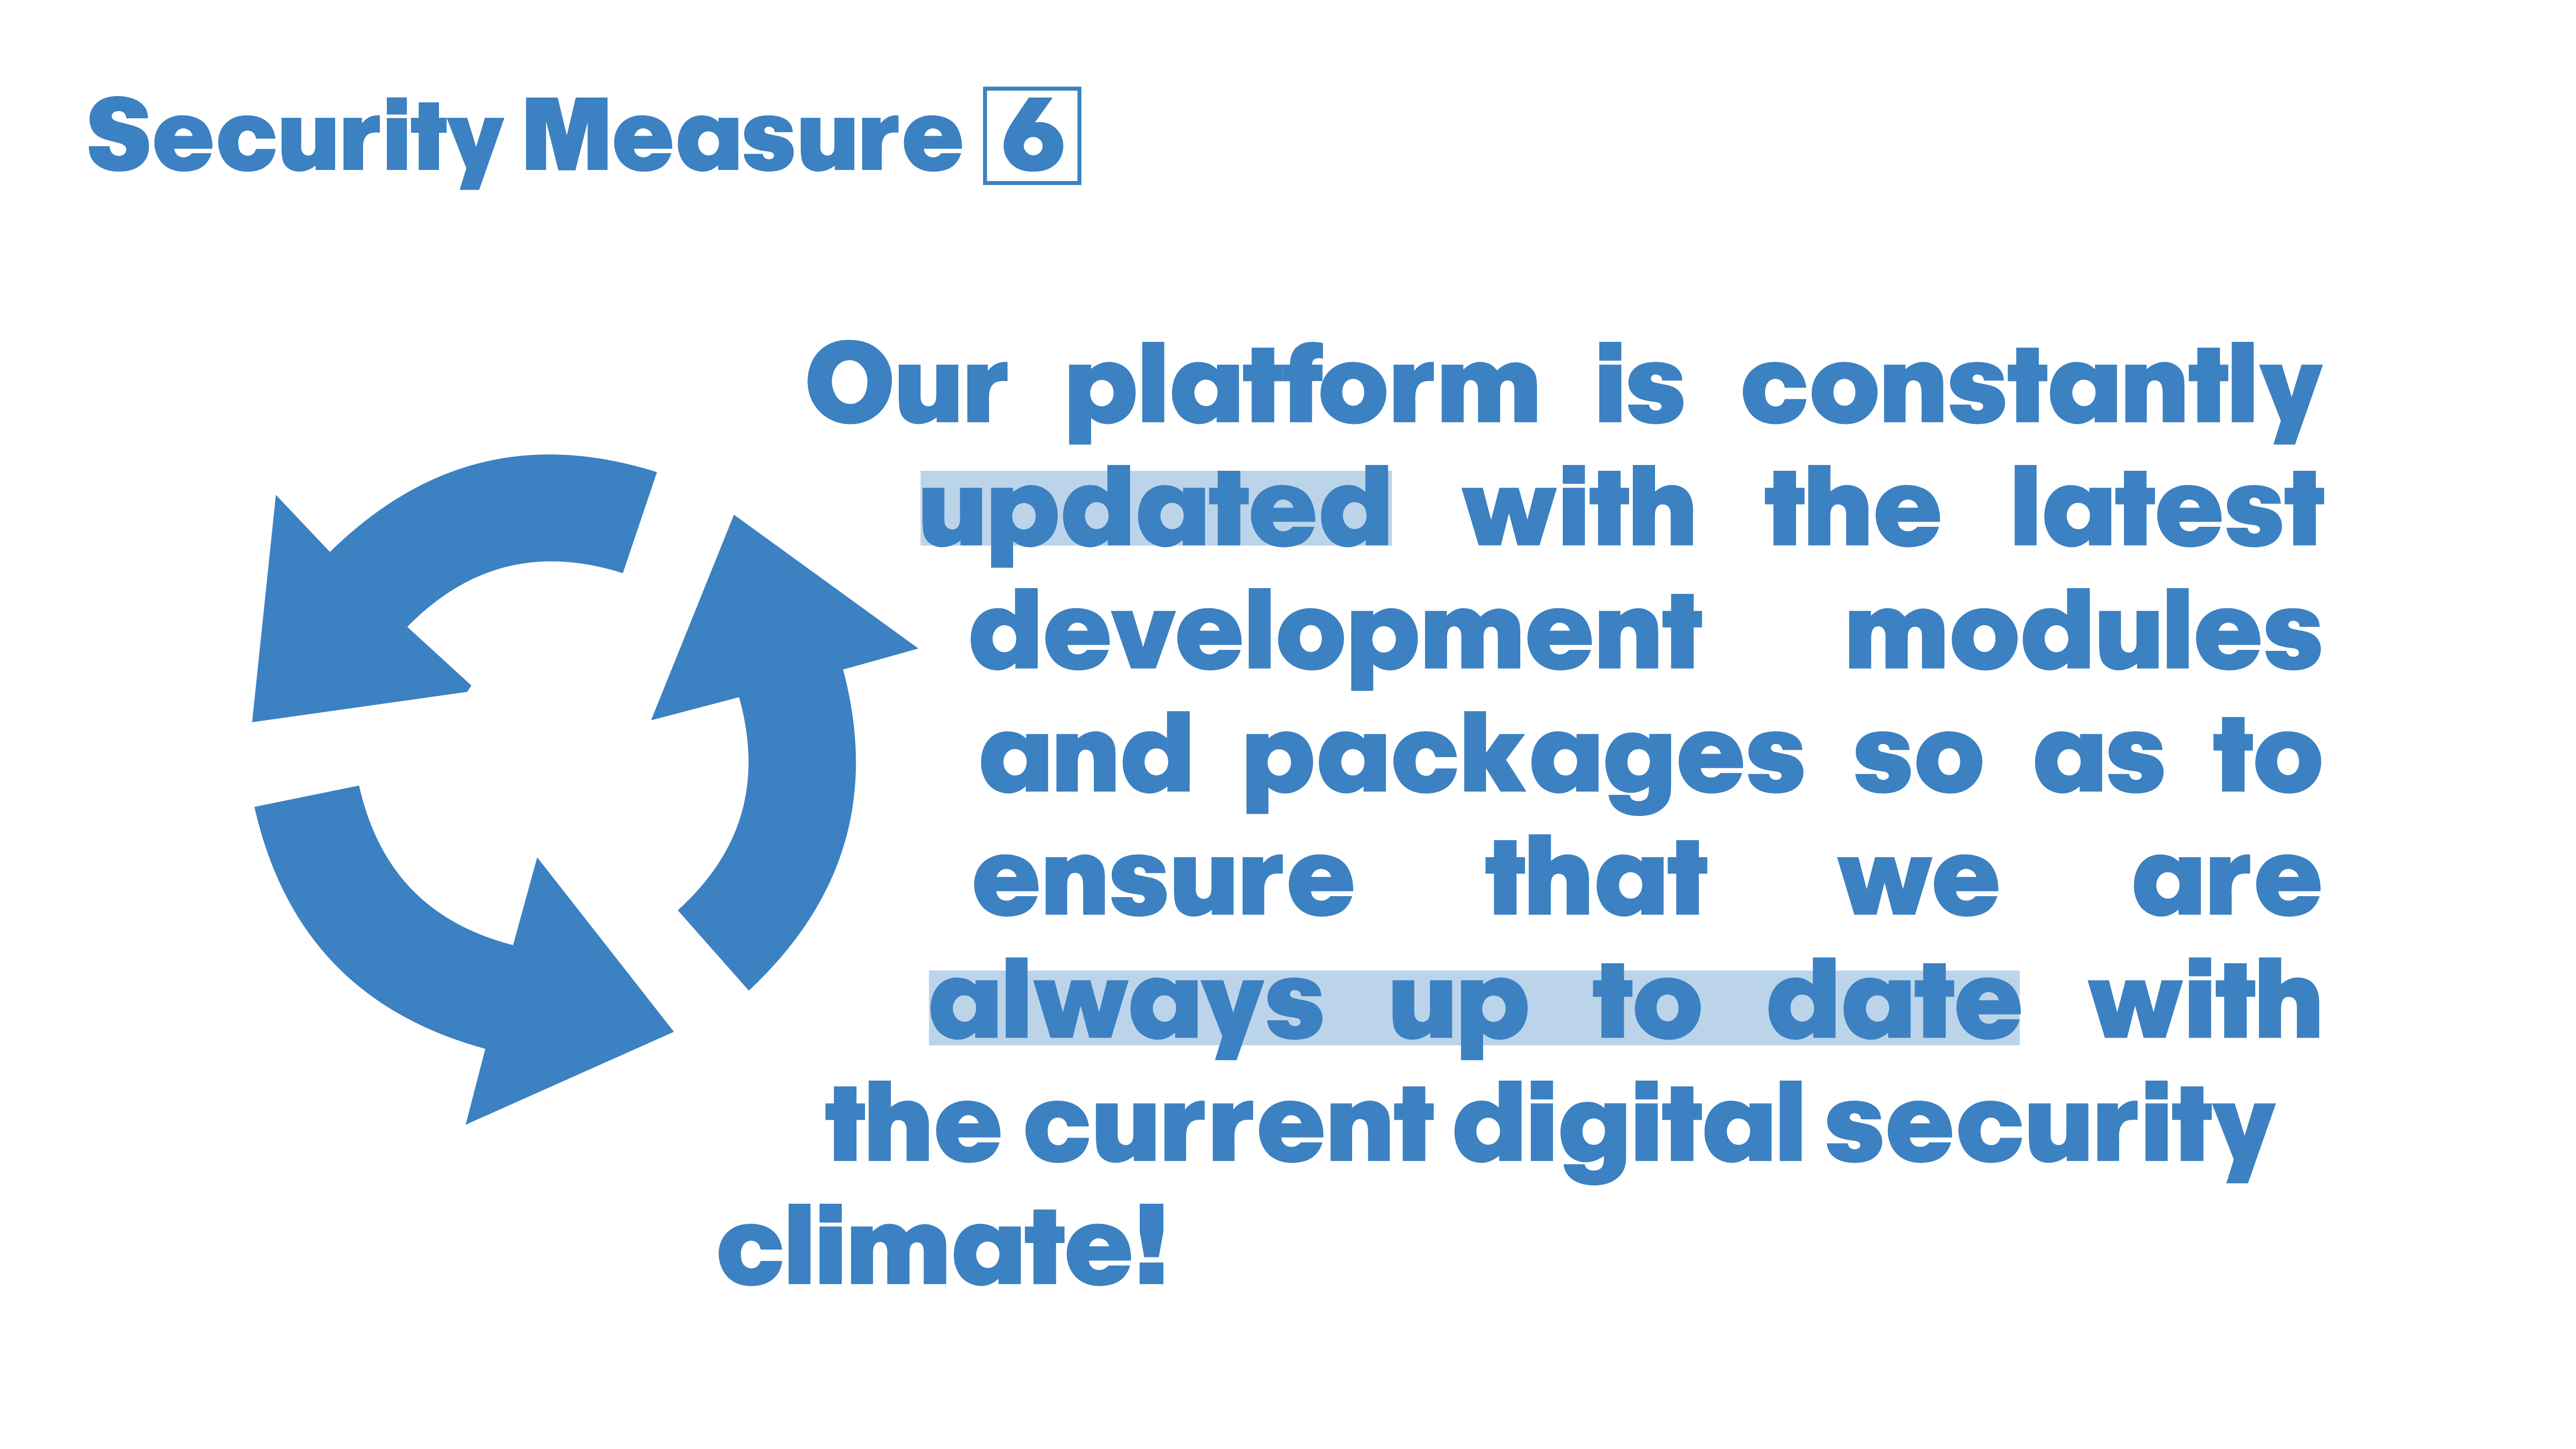 Security Measure 6
Our platform is constantly
updated with the latest
development modules
and packages so as to
ensure that we are
always up to date with
the current digital security
climate!